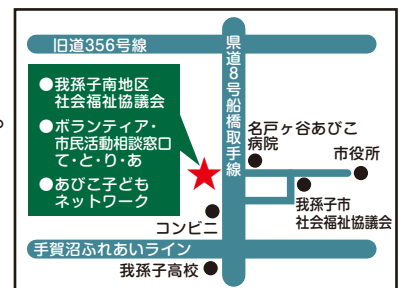 旧道356号線
県道8号船橋取手線
●我孫子南地区
社会福祉協議会
●ボランティア・
市民活動相談窓口
て・と・り・あ
●あびこ子ども
ネットワーク
名戸ヶ谷あびこ
病院
市役所
我孫子市
社会福祉協議会
コンビニ
手賀沼ふれあいライン
我孫子高校